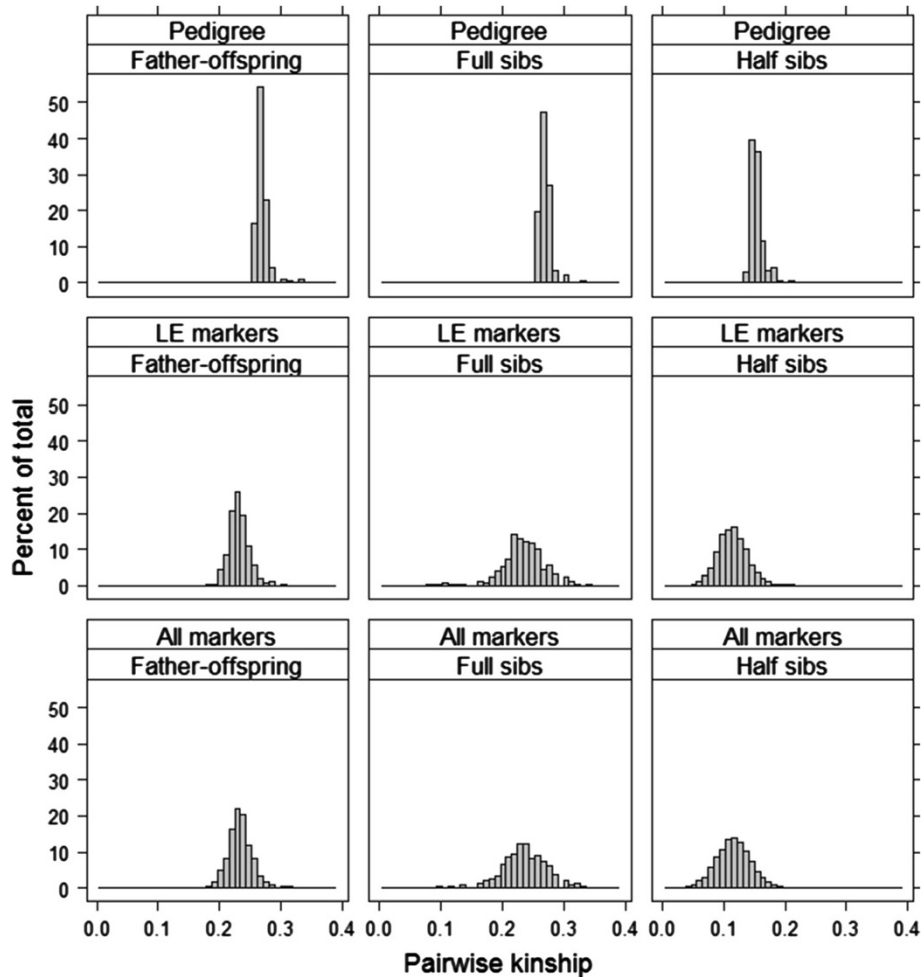 Pedigree Pedigree Pedigree
Father-offspring Full sibs Half sibs
50
40
30
20
10
0
LE markers LE markers LE markers
Father-offspring Full sibs Half sibs
50
40
30
20
10
0
Percent of total
All markers All markers All markers
Father-offspring Full sibs Half sibs
50
40
30
20
10
0
0.0 0.1 0.2 0.3 0.4 0.0 0.1 0.2 0.3 0.4 0.0 0.1 0.2 0.3 0.4
Pairwise kinship